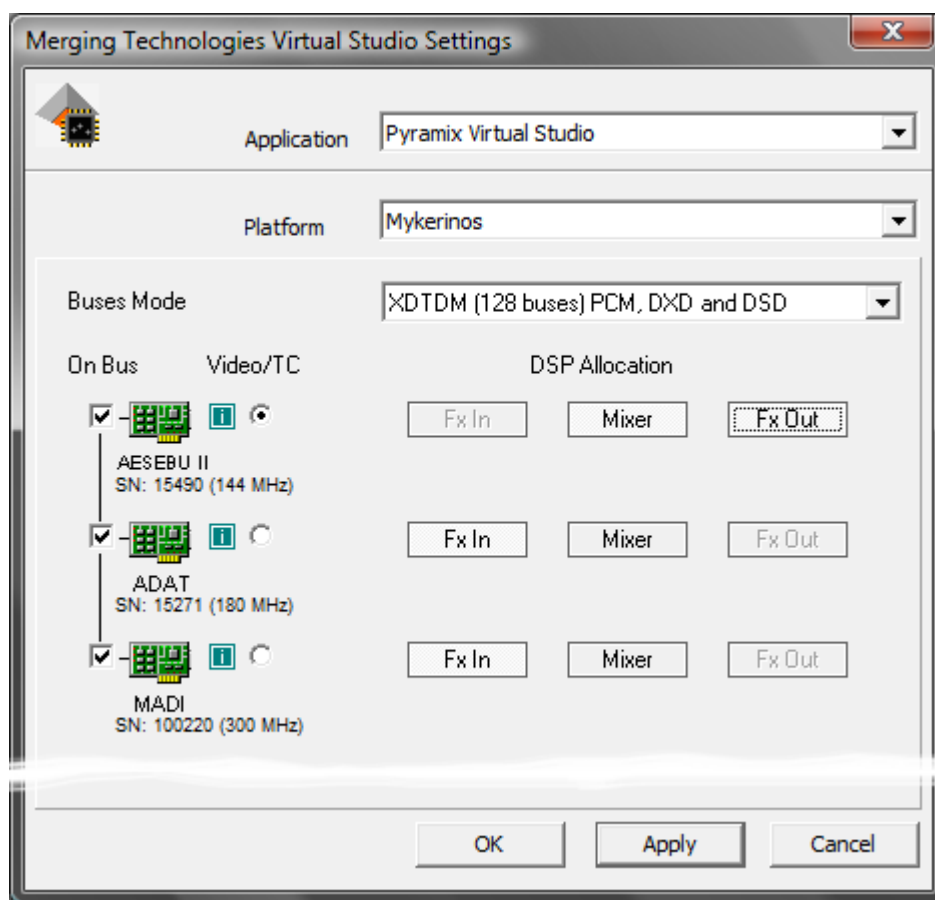 Merging Technologies Virtual Studio Settings
Application Pyramix Virtual Studio
Platform Mykerinos
Buses Mode XDTDM (128 buses) PCM, DXD and DSD
On Bus Video/TC DSP Allocation
i Fx In Mixer Fx Out
AESEBU II
SN: 15490 (144 MHz)
i Fx In Mixer Fx Out
ADAT
SN: 15271 (180 MHz)
i Fx In Mixer Fx Out
MADI
SN: 100220 (300 MHz)
OK Apply Cancel